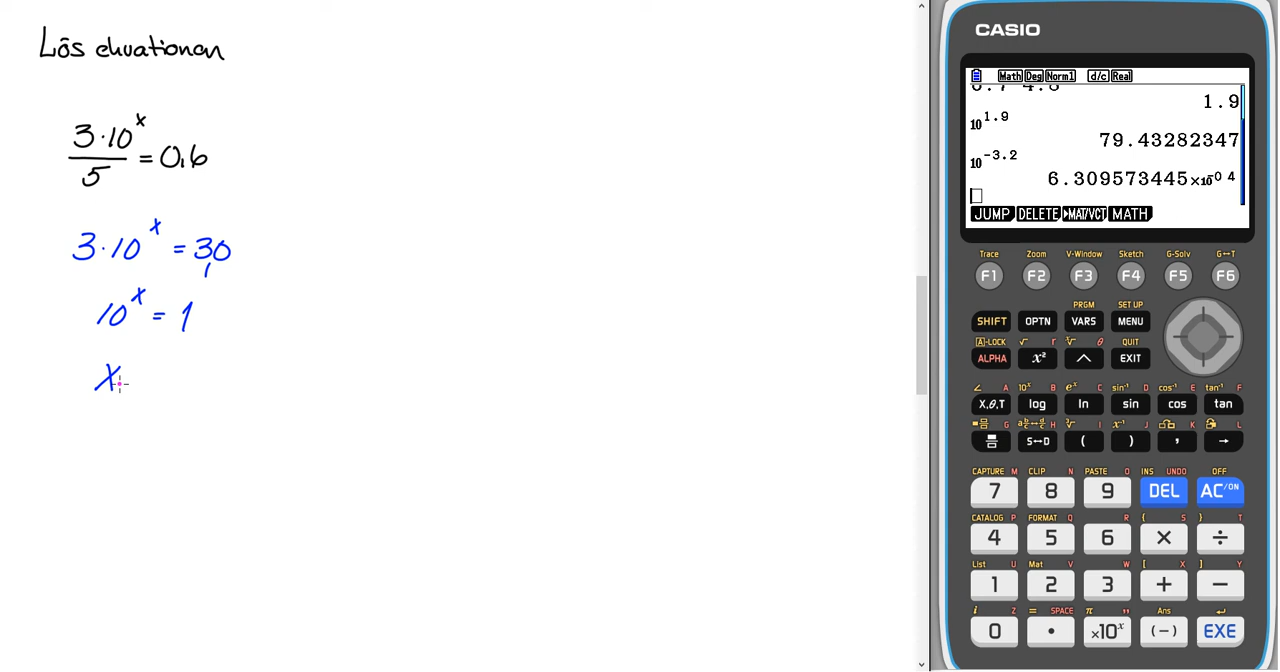 Lös ekvationen
3·10^x / 5 = 0,6
3·10^x = 3,0
10^x = 1
x
CASIO
Math Deg Norm1 d/c Real
1.9
10^1.9
79.43282347
10^-3.2
6.309573445×10^-04
JUMP DELETE ►MAT/VCT MATH
Trace Zoom V-Window Sketch G-Solv G↔T
F1 F2 F3 F4 F5 F6
PRGM SET UP
SHIFT OPTN VARS MENU
A-LOCK √ r ∛ θ QUIT
ALPHA x² ^ EXIT
∠ A 10^x B e^x C sin⁻¹ D cos⁻¹ E tan⁻¹ F
X,θ,T log ln sin cos tan
G a b/c↔d/c H ∛ I x⁻¹ J K L
S↔D ( ) , →
CAPTURE M CLIP N PASTE O INS UNDO OFF
7 8 9 DEL AC/ON
CATALOG P FORMAT Q R { S } T
4 5 6 × ÷
List U Mat V W [ X ] Y
1 2 3 + −
i Z = SPACE π " Ans ↵
0 • ×10^x (−) EXE